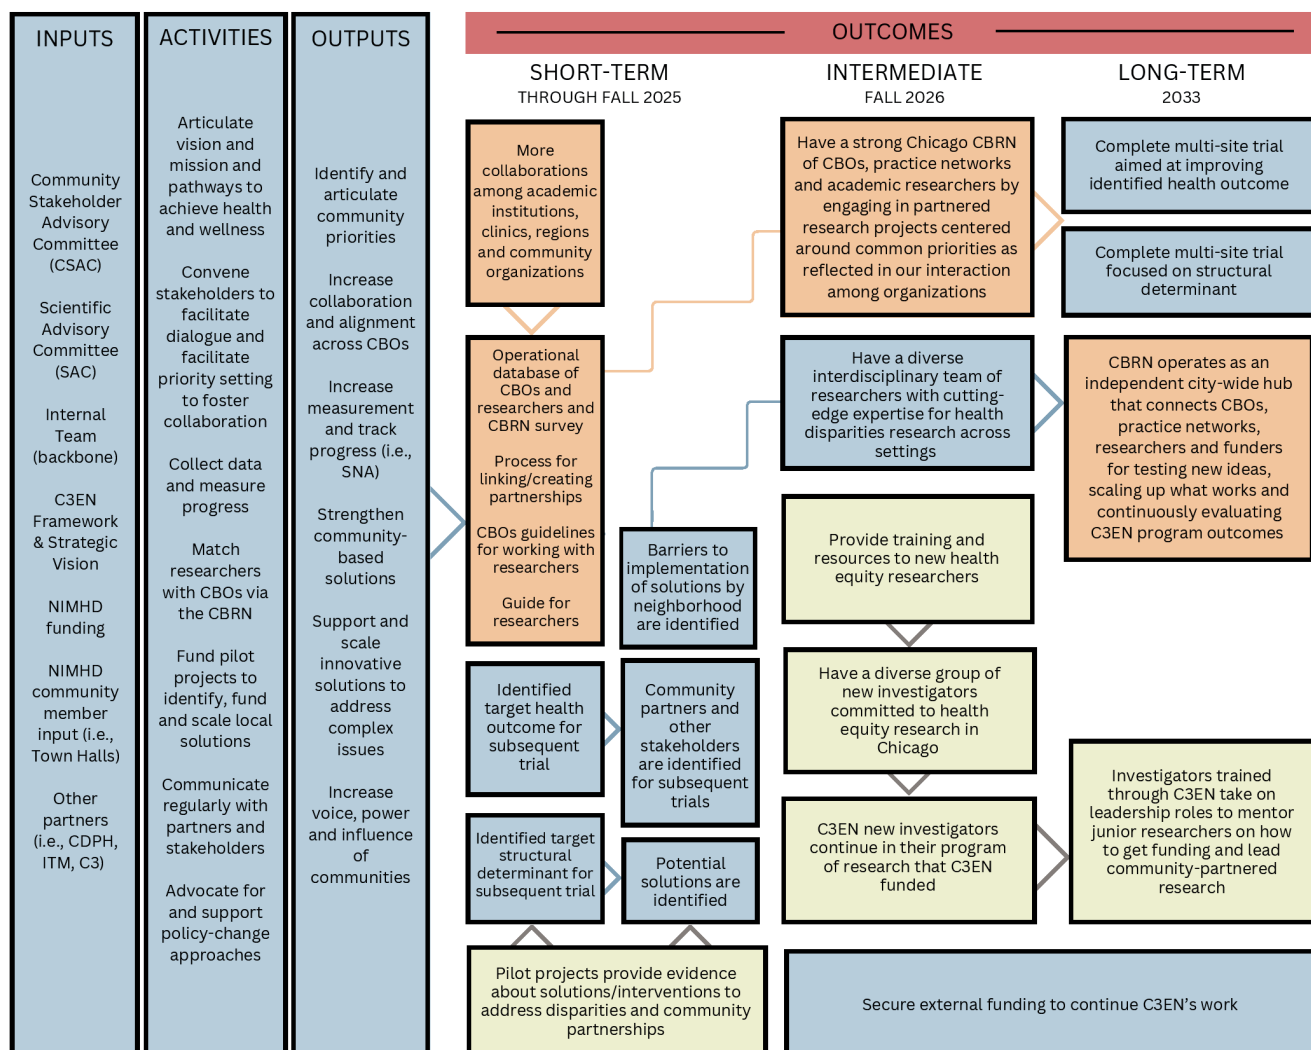 INPUTS
Community
Stakeholder
Advisory
Committee
(CSAC)
Scientific
Advisory
Committee
(SAC)
Internal
Team
(backbone)
C3EN
Framework
& Strategic
Vision
NIMHD
funding
NIMHD
community
member
input (i.e.,
Town Halls)
Other
partners
(i.e., CDPH,
ITM, C3)
ACTIVITIES
Articulate
vision and
mission and
pathways to
achieve health
and wellness
Convene
stakeholders to
facilitate
dialogue and
facilitate
priority setting
to foster
collaboration
Collect data
and measure
progress
Match
researchers
with CBOs via
the CBRN
Fund pilot
projects to
identify, fund
and scale local
solutions
Communicate
regularly with
partners and
stakeholders
Advocate for
and support
policy-change
approaches
OUTPUTS
Identify and
articulate
community
priorities
Increase
collaboration
and alignment
across CBOs
Increase
measurement
and track
progress (i.e.,
SNA)
Strengthen
community-
based
solutions
Support and
scale
innovative
solutions to
address
complex
issues
Increase
voice, power
and influence
of
communities
OUTCOMES
SHORT-TERM
THROUGH FALL 2025
More
collaborations
among academic
institutions,
clinics, regions
and community
organizations
Operational
database of
CBOs and
researchers and
CBRN survey
Process for
linking/creating
partnerships
CBOs guidelines
for working with
researchers
Guide for
researchers
Barriers to
implementation
of solutions by
neighborhood
are identified
Identified
target health
outcome for
subsequent
trial
Community
partners and
other
stakeholders
are identified
for subsequent
trials
Identified target
structural
determinant for
subsequent trial
Potential
solutions are
identified
Pilot projects provide evidence
about solutions/interventions to
address disparities and community
partnerships
INTERMEDIATE
FALL 2026
Have a strong Chicago CBRN
of CBOs, practice networks
and academic researchers by
engaging in partnered
research projects centered
around common priorities as
reflected in our interaction
among organizations
Have a diverse
interdisciplinary team of
researchers with cutting-
edge expertise for health
disparities research across
settings
Provide training and
resources to new health
equity researchers
Have a diverse group of
new investigators
committed to health
equity research in
Chicago
C3EN new investigators
continue in their program
of research that C3EN
funded
LONG-TERM
2033
Complete multi-site trial
aimed at improving
identified health outcome
Complete multi-site trial
focused on structural
determinant
CBRN operates as an
independent city-wide hub
that connects CBOs,
practice networks,
researchers and funders
for testing new ideas,
scaling up what works and
continuously evaluating
C3EN program outcomes
Investigators trained
through C3EN take on
leadership roles to mentor
junior researchers on how
to get funding and lead
community-partnered
research
Secure external funding to continue C3EN's work